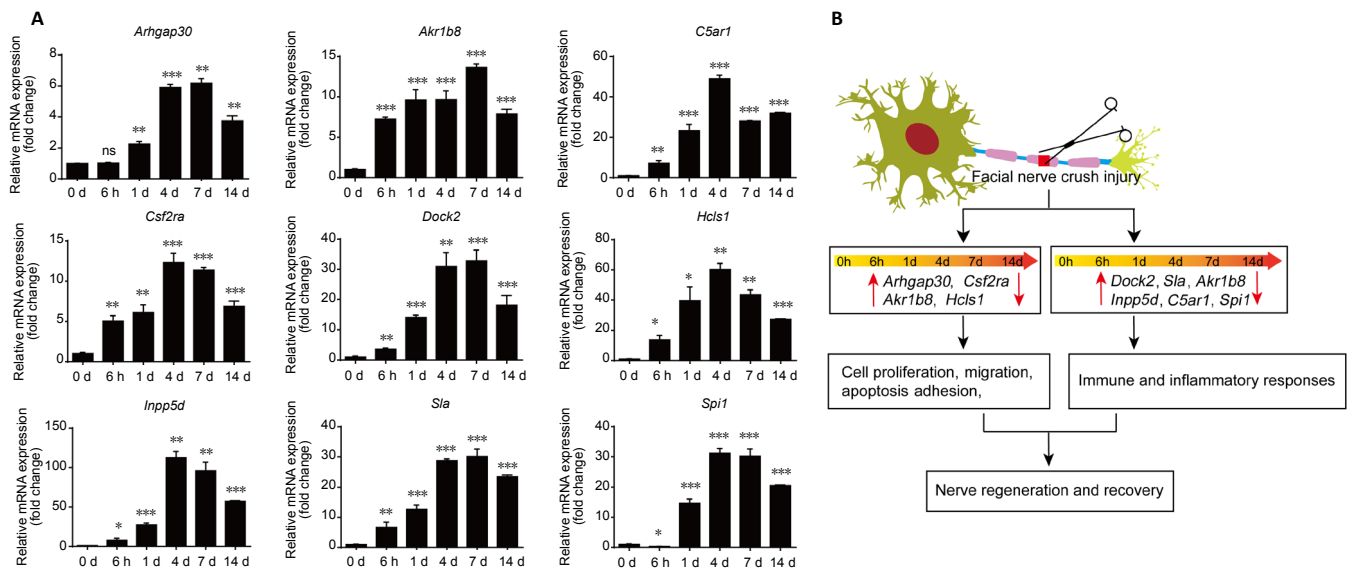 A
Arhgap30
Relative mRNA expression
(fold change)
8
6
4
2
0
ns
**
***
**
**
0 d 6 h 1 d 4 d 7 d 14 d
Akr1b8
Relative mRNA expression
(fold change)
15
10
5
0
***
***
***
***
***
0 d 6 h 1 d 4 d 7 d 14 d
C5ar1
Relative mRNA expression
(fold change)
60
40
20
0
**
***
***
***
***
0 d 6 h 1 d 4 d 7 d 14 d
Csf2ra
Relative mRNA expression
(fold change)
15
10
5
0
**
**
***
***
***
0 d 6 h 1 d 4 d 7 d 14 d
Dock2
Relative mRNA expression
(fold change)
40
30
20
10
0
**
***
**
***
***
0 d 6 h 1 d 4 d 7 d 14 d
Hcls1
Relative mRNA expression
(fold change)
80
60
40
20
0
*
*
**
**
***
0 d 6 h 1 d 4 d 7 d 14 d
Inpp5d
Relative mRNA expression
(fold change)
150
100
50
0
*
***
**
**
***
0 d 6 h 1 d 4 d 7 d 14 d
Sla
Relative mRNA expression
(fold change)
40
30
20
10
0
**
***
***
***
***
0 d 6 h 1 d 4 d 7 d 14 d
Spi1
Relative mRNA expression
(fold change)
40
30
20
10
0
*
***
***
***
***
0 d 6 h 1 d 4 d 7 d 14 d
B
Facial nerve crush injury
0h 6h 1d 4d 7d 14d
Arhgap30, Csf2ra
Akr1b8, Hcls1
0h 6h 1d 4d 7d 14d
Dock2, Sla, Akr1b8
Inpp5d, C5ar1, Spi1
Cell proliferation, migration,
apoptosis adhesion,
Immune and inflammatory responses
Nerve regeneration and recovery